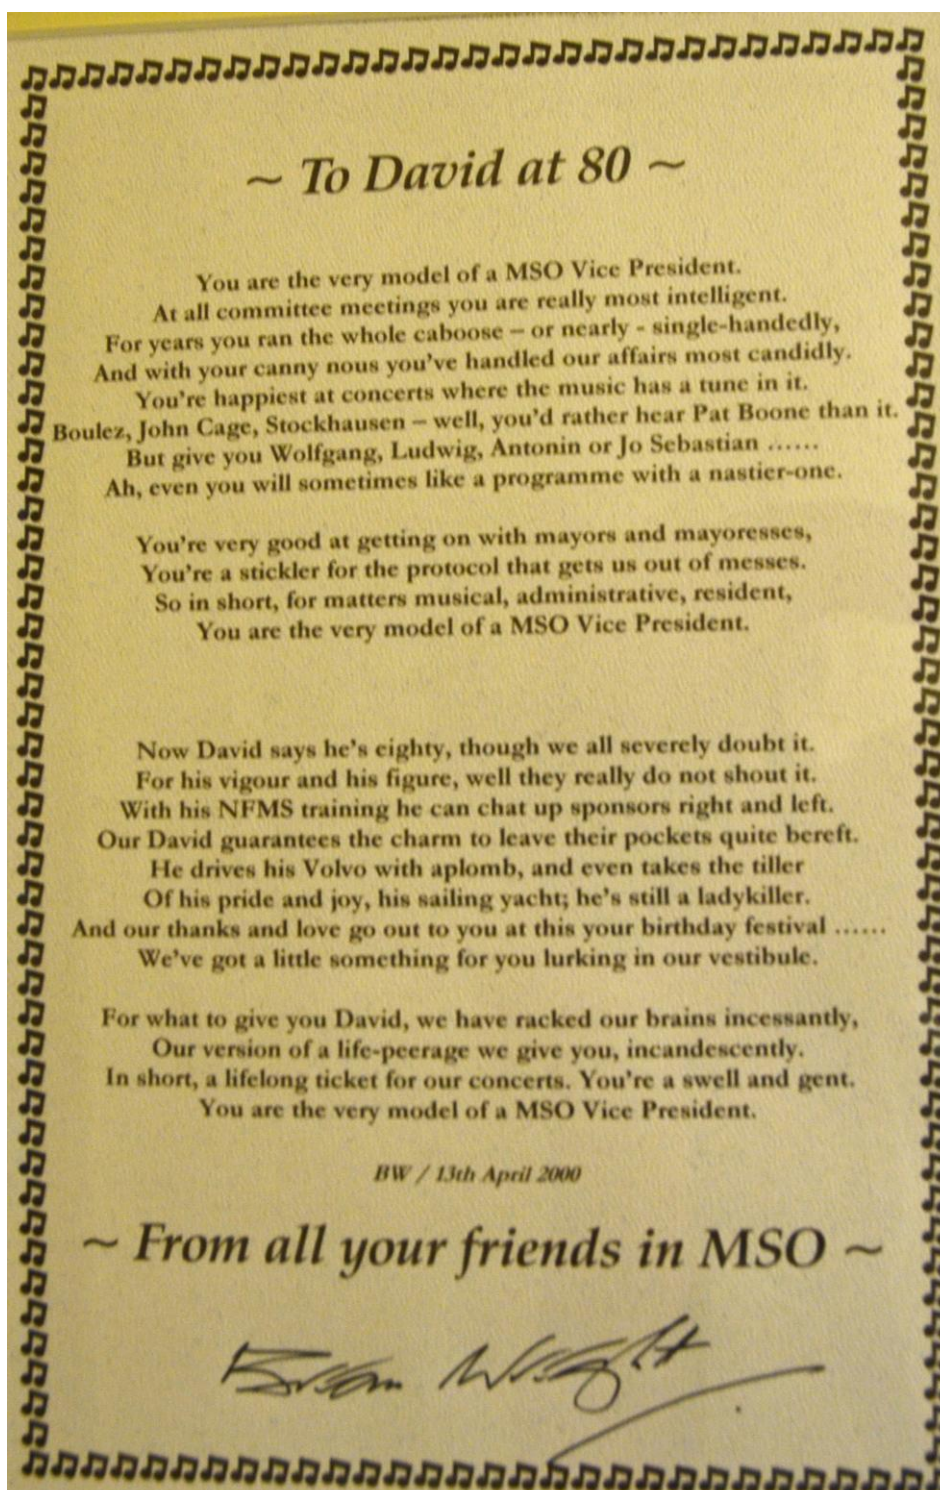 ~ To David at 80 ~
You are the very model of a MSO Vice President.
At all committee meetings you are really most intelligent.
For years you ran the whole caboose – or nearly - single-handedly,
And with your canny nous you've handled our affairs most candidly.
You're happiest at concerts where the music has a tune in it.
Boulez, John Cage, Stockhausen – well, you'd rather hear Pat Boone than it.
But give you Wolfgang, Ludwig, Antonin or Jo Sebastian ......
Ah, even you will sometimes like a programme with a nastier-one.
You're very good at getting on with mayors and mayoresses,
You're a stickler for the protocol that gets us out of messes.
So in short, for matters musical, administrative, resident,
You are the very model of a MSO Vice President.
Now David says he's eighty, though we all severely doubt it.
For his vigour and his figure, well they really do not shout it.
With his NFMS training he can chat up sponsors right and left.
Our David guarantees the charm to leave their pockets quite bereft.
He drives his Volvo with aplomb, and even takes the tiller
Of his pride and joy, his sailing yacht; he's still a ladykiller.
And our thanks and love go out to you at this your birthday festival ......
We've got a little something for you lurking in our vestibule.
For what to give you David, we have racked our brains incessantly,
Our version of a life-peerage we give you, incandescently.
In short, a lifelong ticket for our concerts. You're a swell and gent.
You are the very model of a MSO Vice President.
BW / 13th April 2000
~ From all your friends in MSO ~
Brian Wright